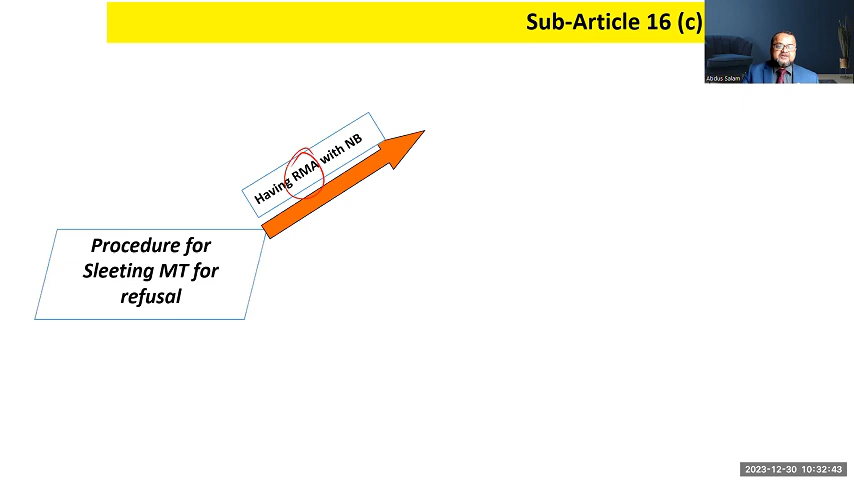 Sub-Article 16 (c)
Abdus Salam
Having RMA with NB
Procedure for
Sleeting MT for
refusal
2023-12-30 10:32:43